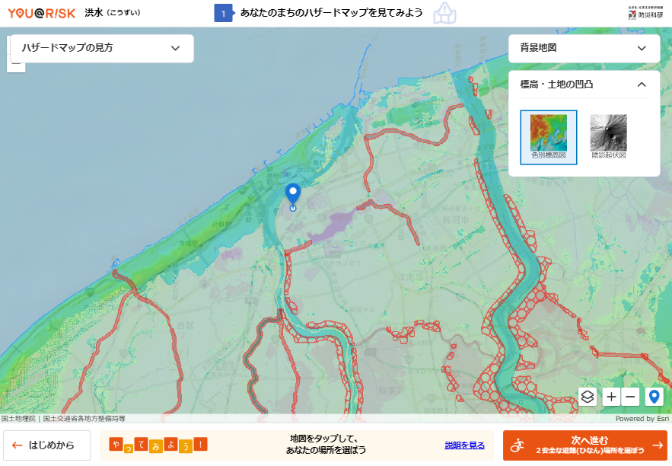 YOU@RISK 洪水（こうずい）
1 あなたのまちのハザードマップを見てみよう
防災科研
ハザードマップの見方
背景地図
標高・土地の凹凸
色別標高図
陰影起伏図
新潟市
国土地理院 | 国土交通省各地方整備局等
Powered by Esri
はじめから
やってみよう！
地図をタップして、
あなたの場所を選ぼう
説明を見る
次へ進む
2 安全な避難(ひなん)場所を選ぼう